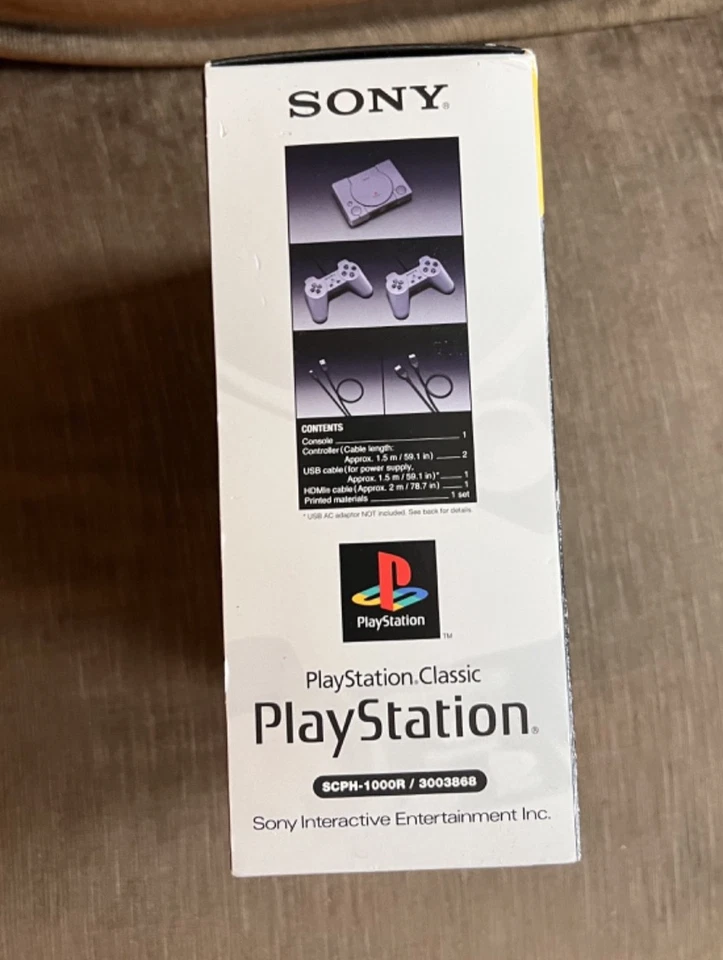 SONY®
CONTENTS
Console 1
Controller (Cable length:
Approx. 1.5 m / 59.1 in) 2
USB cable (for power supply,
Approx. 1.5 m / 59.1 in)* 1
HDMI® cable (Approx. 2 m / 78.7 in) 1
Printed materials 1 set
* USB AC adaptor NOT included. See back for details.
PlayStation
TM
PlayStation®Classic
PlayStation®
SCPH-1000R / 3003868
Sony Interactive Entertainment Inc.